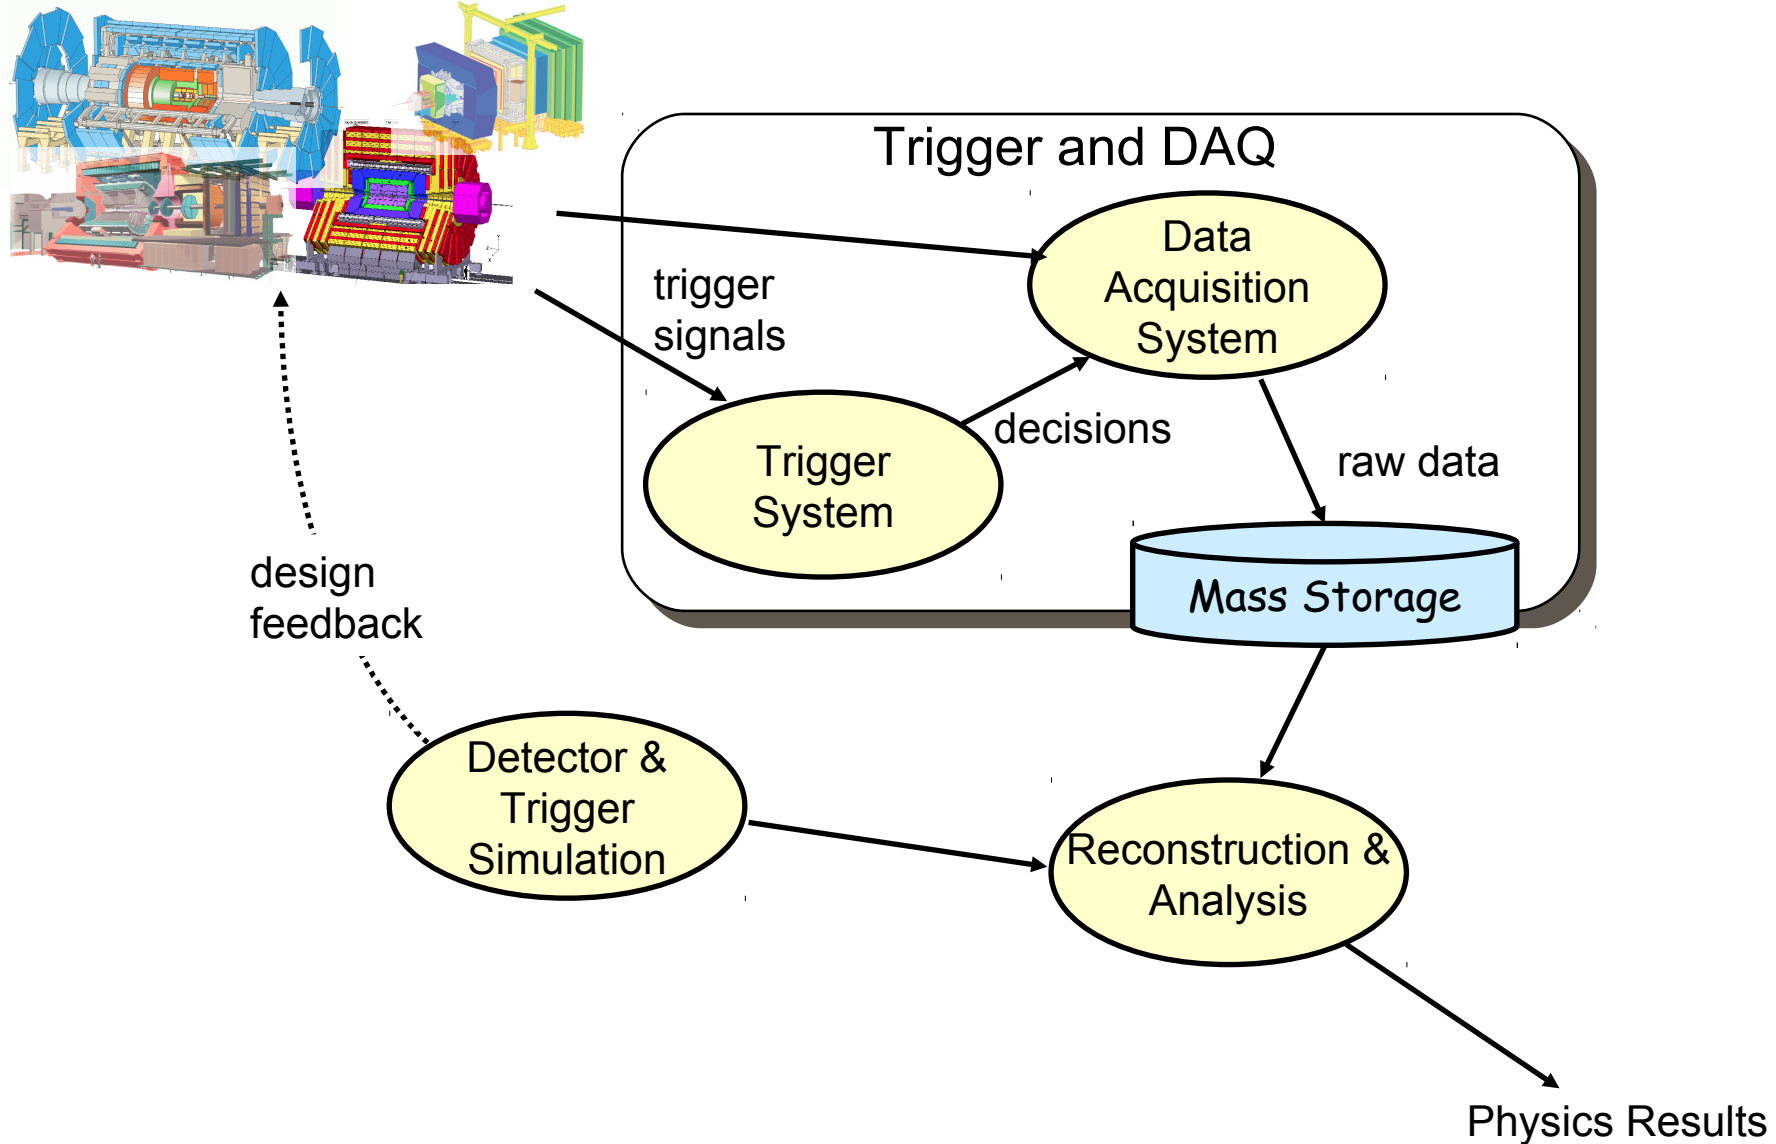 Trigger and DAQ
Data
Acquisition
System
trigger
signals
decisions
Trigger
System
raw data
Mass Storage
design
feedback
Detector &
Trigger
Simulation
Reconstruction &
Analysis
Physics Results